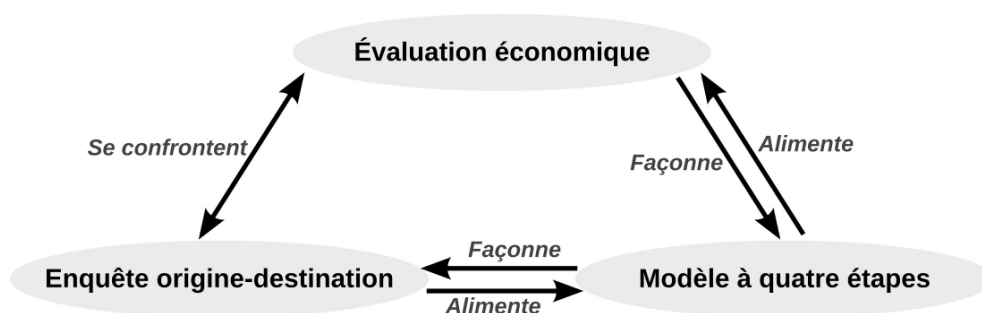 Évaluation économique
Se confrontent
Alimente
Façonne
Façonne
Enquête origine-destination
Modèle à quatre étapes
Alimente